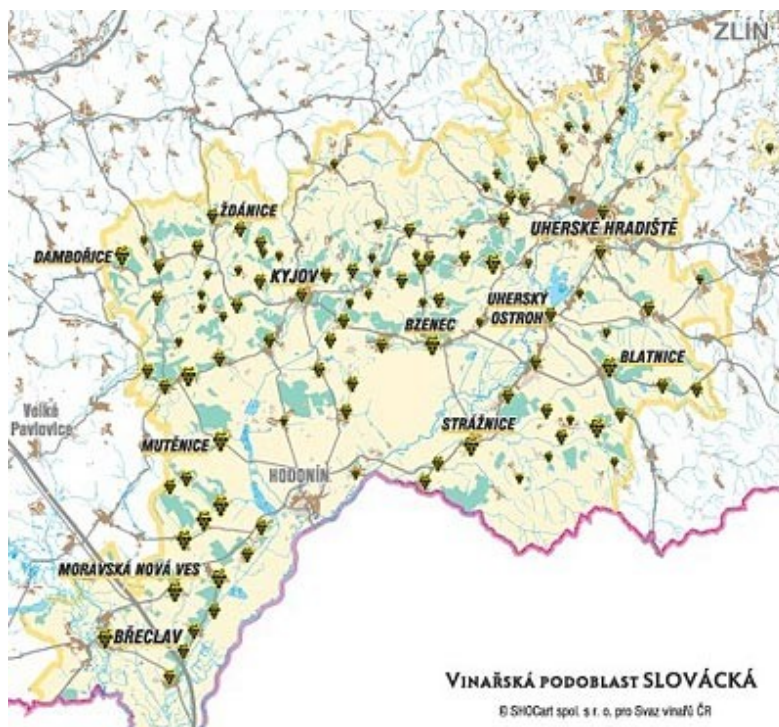 ZLÍN
ŽDÁNICE
UHERSKÉ HRADIŠTĚ
DAMBOŘICE
KYJOV
UHERSKÝ
OSTROH
BZENEC
BLATNICE
Velké
Pavlovice
STRÁŽNICE
MUTĚNICE
HODONÍN
MORAVSKÁ NOVÁ VES
BŘECLAV
VINAŘSKÁ PODOBLAST SLOVÁCKÁ
© SHOCart spol. s r. o. pro Svaz vinařů ČR